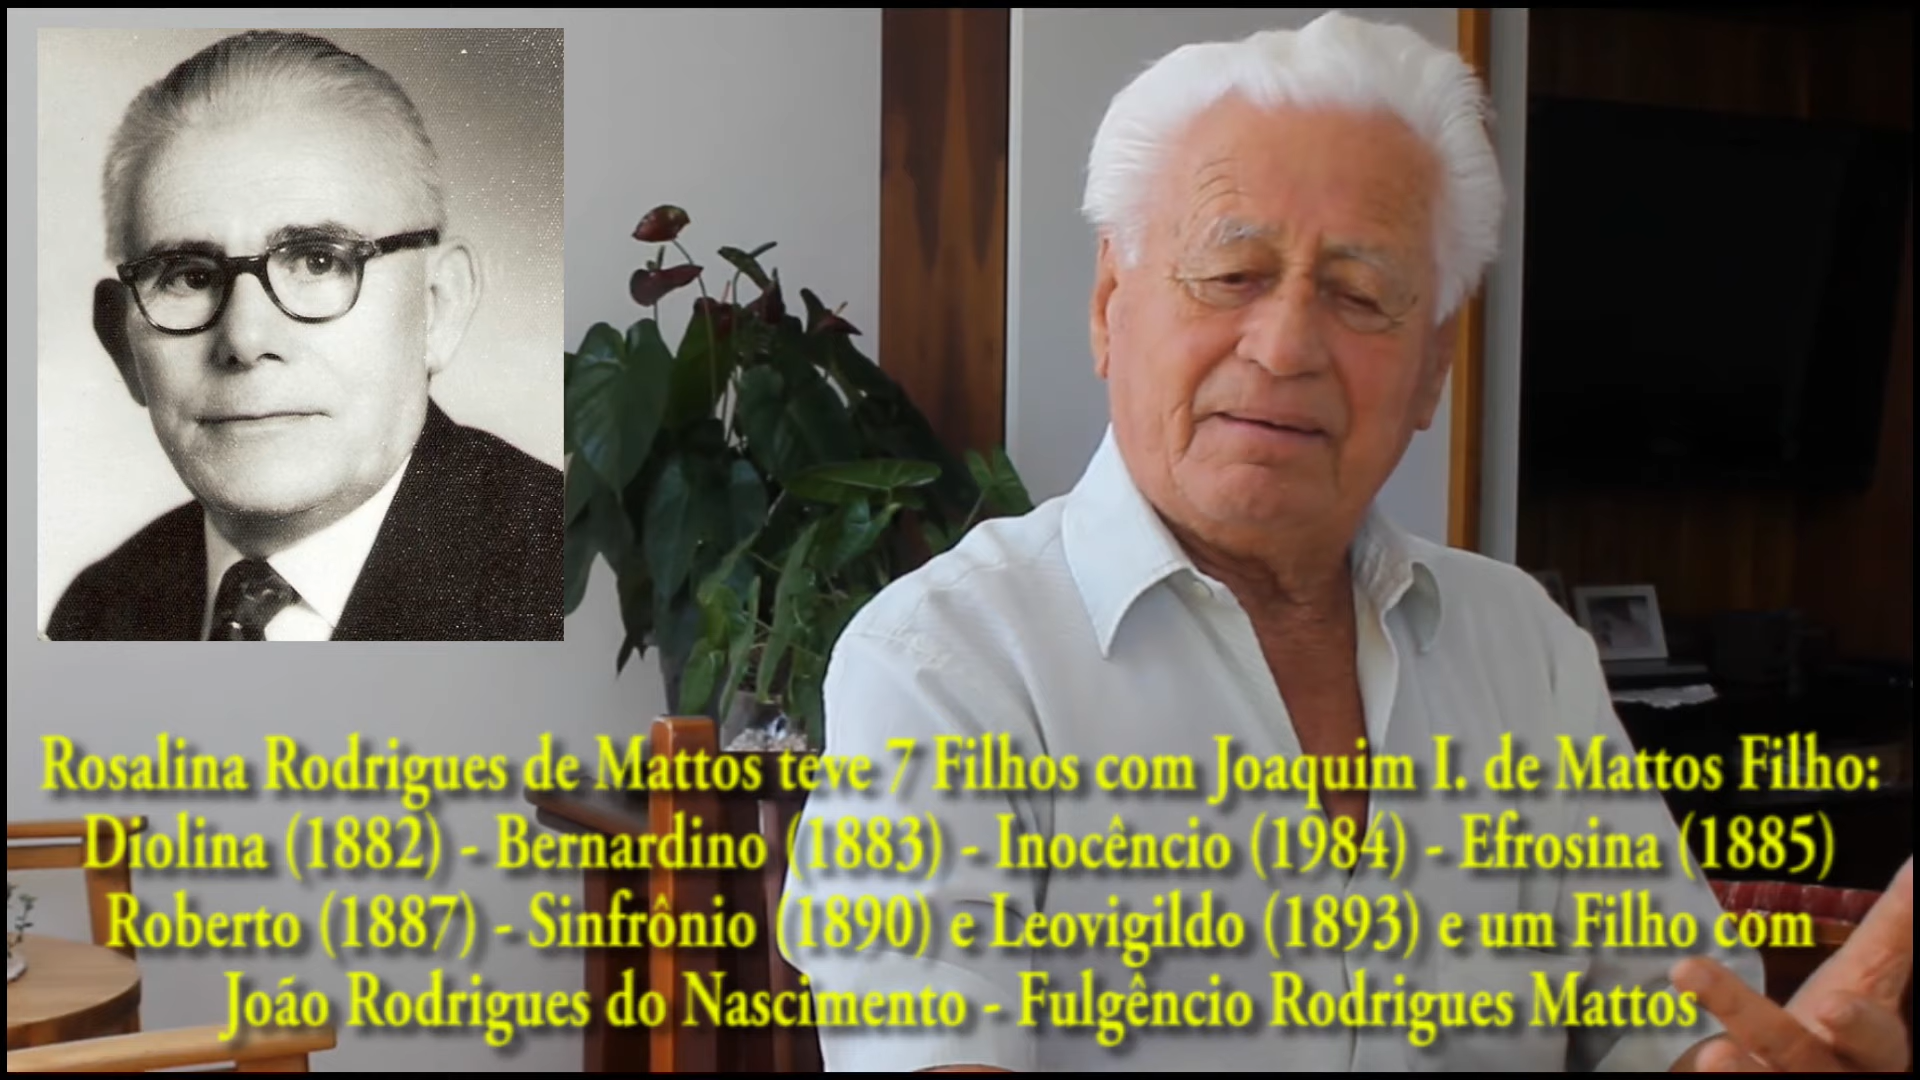 Rosalina Rodrigues de Mattos teve 7 Filhos com Joaquim I. de Mattos Filho:
Diolina (1882) - Bernardino (1883) - Inocêncio (1984) - Efrosina (1885)
Roberto (1887) - Sinfrônio (1890) e Leovigildo (1893) e um Filho com
João Rodrigues do Nascimento - Fulgêncio Rodrigues Mattos